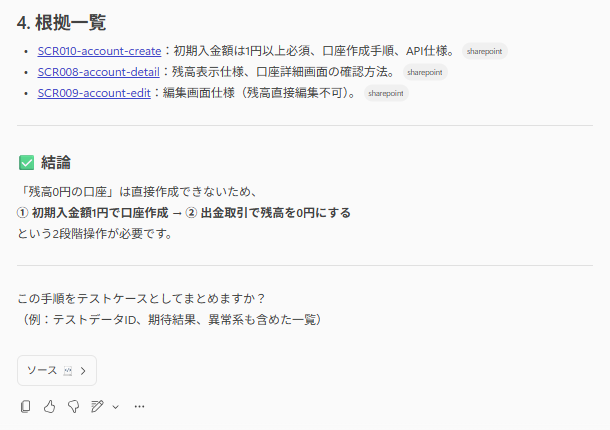 4. 根拠一覧
• SCR010-account-create：初期入金額は1円以上必須、口座作成手順、API仕様。 sharepoint
• SCR008-account-detail：残高表示仕様、口座詳細画面の確認方法。 sharepoint
• SCR009-account-edit：編集画面仕様（残高直接編集不可）。 sharepoint
✅ 結論
「残高0円の口座」は直接作成できないため、
① 初期入金額1円で口座作成 → ② 出金取引で残高を0円にする
という2段階操作が必要です。
この手順をテストケースとしてまとめますか？
（例：テストデータID、期待結果、異常系も含めた一覧）
ソース